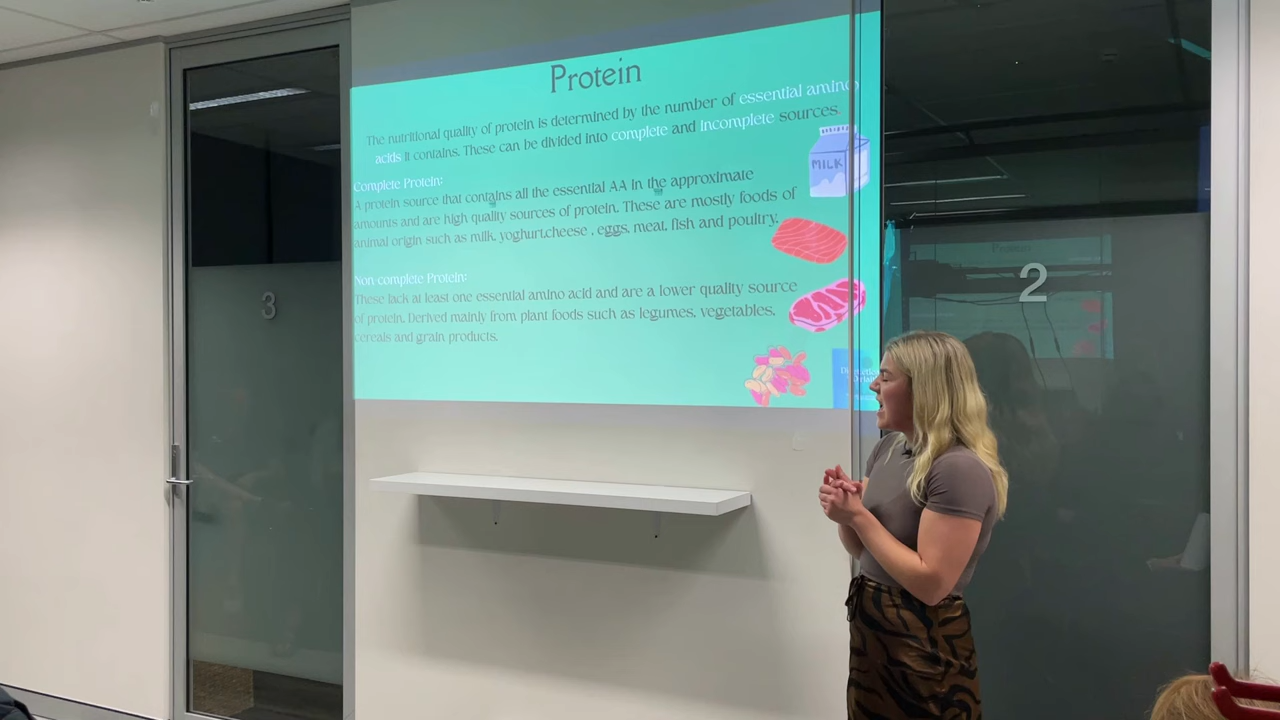 Protein
The nutritional quality of protein is determined by the number of essential amino
acids it contains. These can be divided into complete and incomplete sources.
MILK
Complete Protein:
A protein source that contains all the essential AA in the approximate
amounts and are high quality sources of protein. These are mostly foods of
animal origin such as milk, yoghurt,cheese , eggs, meat, fish and poultry.
Non-complete Protein:
These lack at least one essential amino acid and are a lower quality source
of protein. Derived mainly from plant foods such as legumes, vegetables,
cereals and grain products.
3
2
Protein